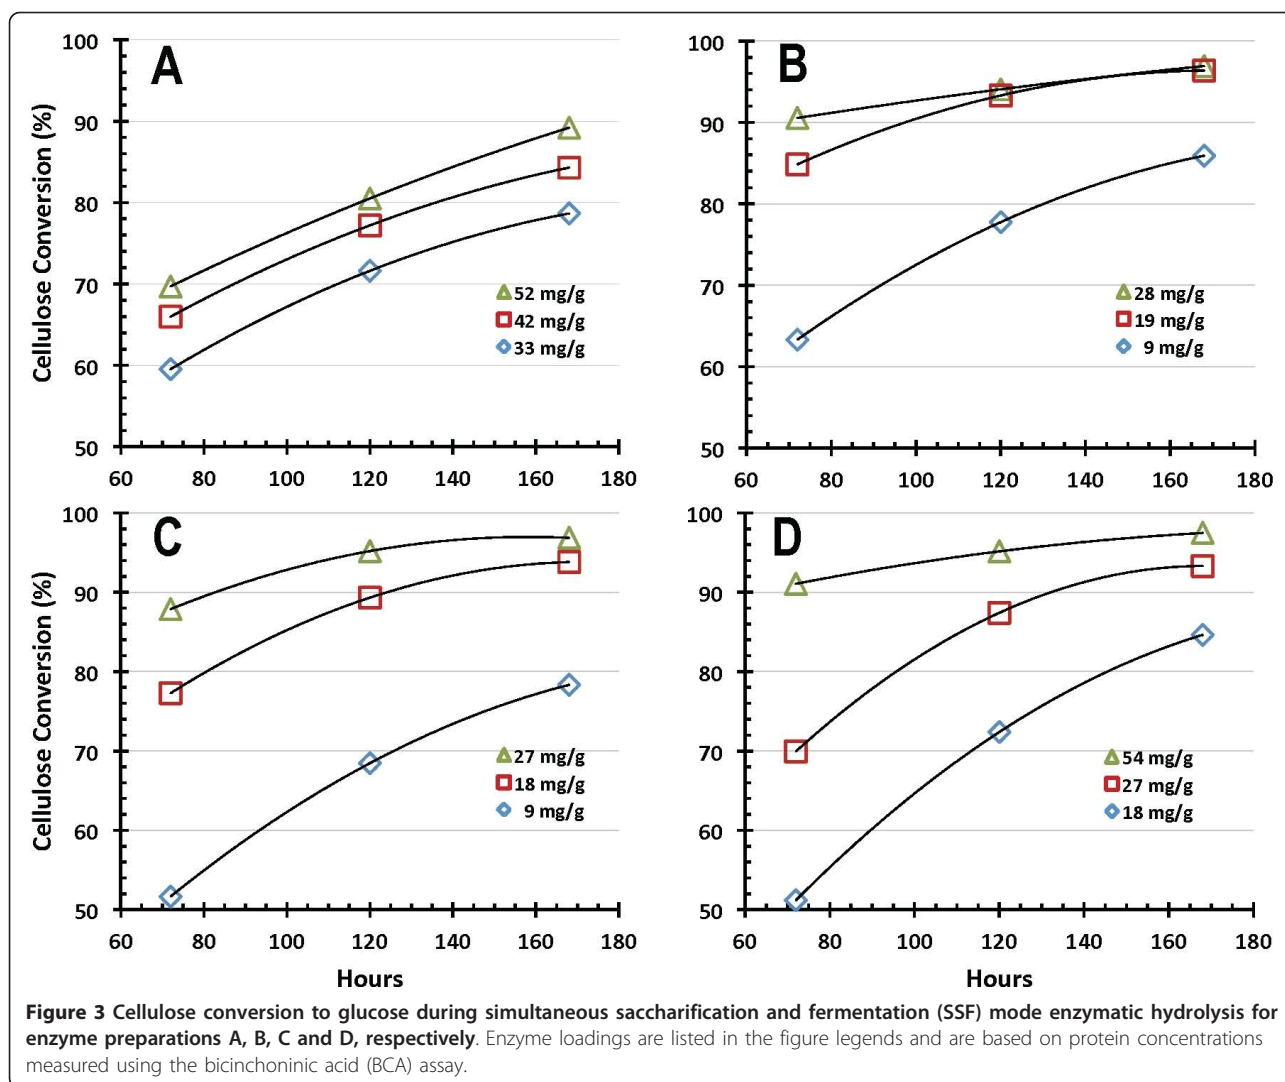 A
Cellulose Conversion (%)
100
90
80
70
60
50
60 80 100 120 140 160 180
52 mg/g
42 mg/g
33 mg/g
B
100
90
80
70
60
50
60 80 100 120 140 160 180
28 mg/g
19 mg/g
9 mg/g
C
Cellulose Conversion (%)
100
90
80
70
60
50
60 80 100 120 140 160 180
Hours
27 mg/g
18 mg/g
9 mg/g
D
100
90
80
70
60
50
60 80 100 120 140 160 180
Hours
54 mg/g
27 mg/g
18 mg/g
Figure 3 Cellulose conversion to glucose during simultaneous saccharification and fermentation (SSF) mode enzymatic hydrolysis for
enzyme preparations A, B, C and D, respectively. Enzyme loadings are listed in the figure legends and are based on protein concentrations
measured using the bicinchoninic acid (BCA) assay.